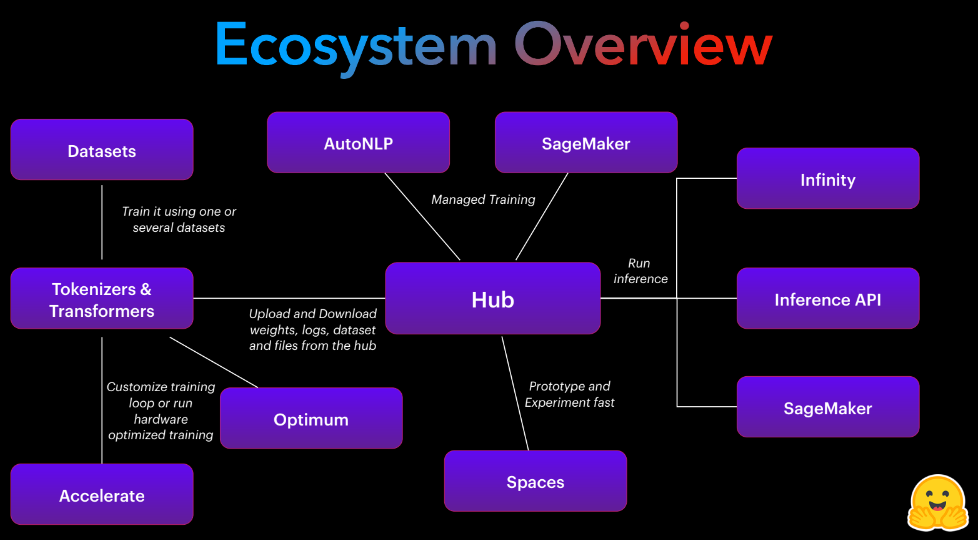 Ecosystem Overview
Datasets
AutoNLP
SageMaker
Infinity
Managed Training
Train it using one or
several datasets
Run
inference
Tokenizers &
Transformers
Hub
Inference API
Upload and Download
weights, logs, dataset
and files from the hub
Customize training
loop or run
hardware
optimized training
Optimum
Prototype and
Experiment fast
SageMaker
Accelerate
Spaces